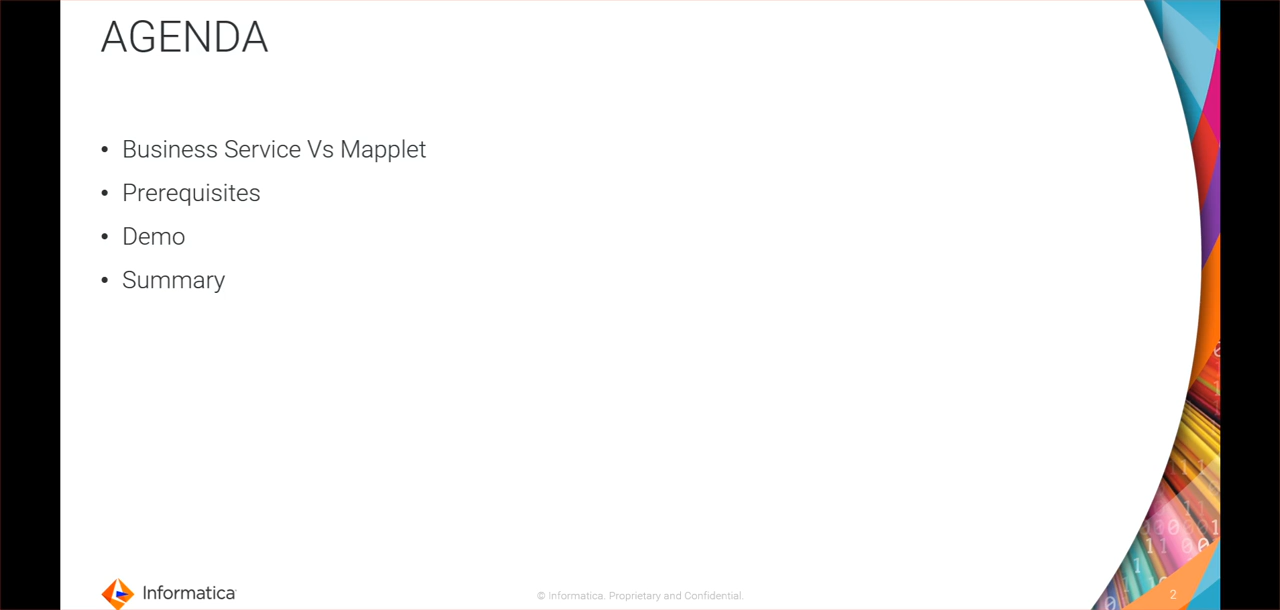 AGENDA
• Business Service Vs Mapplet
• Prerequisites
• Demo
• Summary
Informatica
© Informatica. Proprietary and Confidential.
2